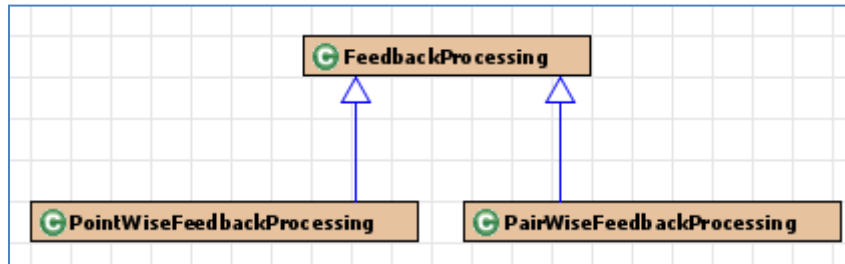 C FeedbackProcessing
C PointWiseFeedbackProcessing
C PairWiseFeedbackProcessing